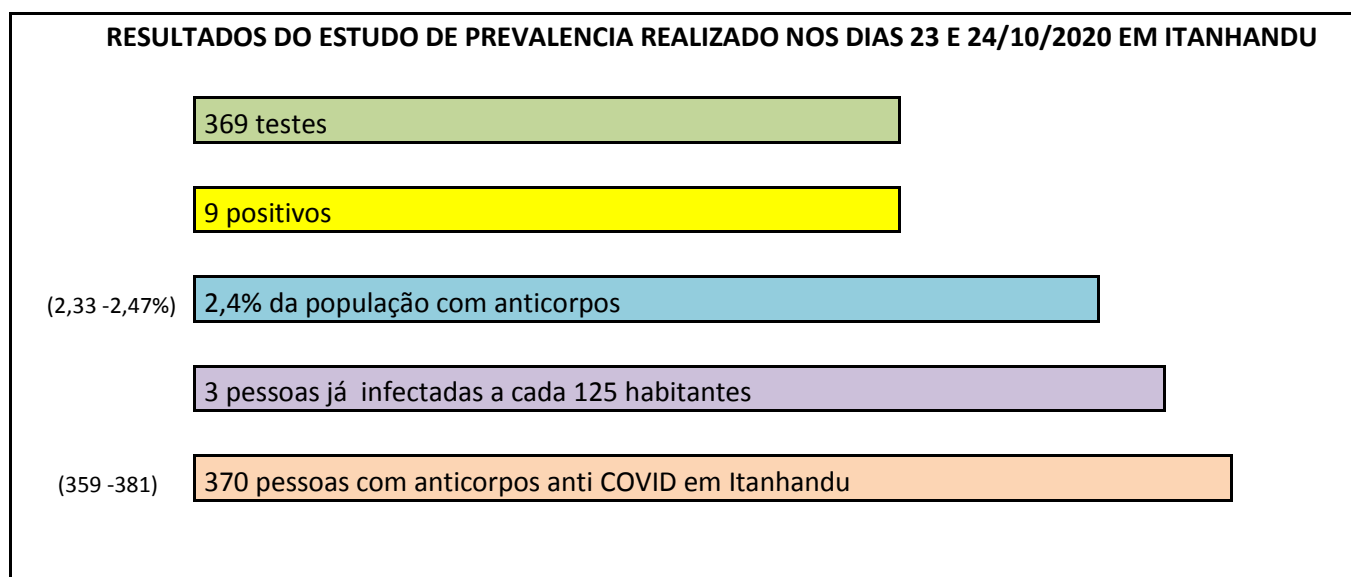 RESULTADOS DO ESTUDO DE PREVALENCIA REALIZADO NOS DIAS 23 E 24/10/2020 EM ITANHANDU
369 testes
9 positivos
(2,33 -2,47%) 2,4% da população com anticorpos
3 pessoas já infectadas a cada 125 habitantes
(359 -381) 370 pessoas com anticorpos anti COVID em Itanhandu